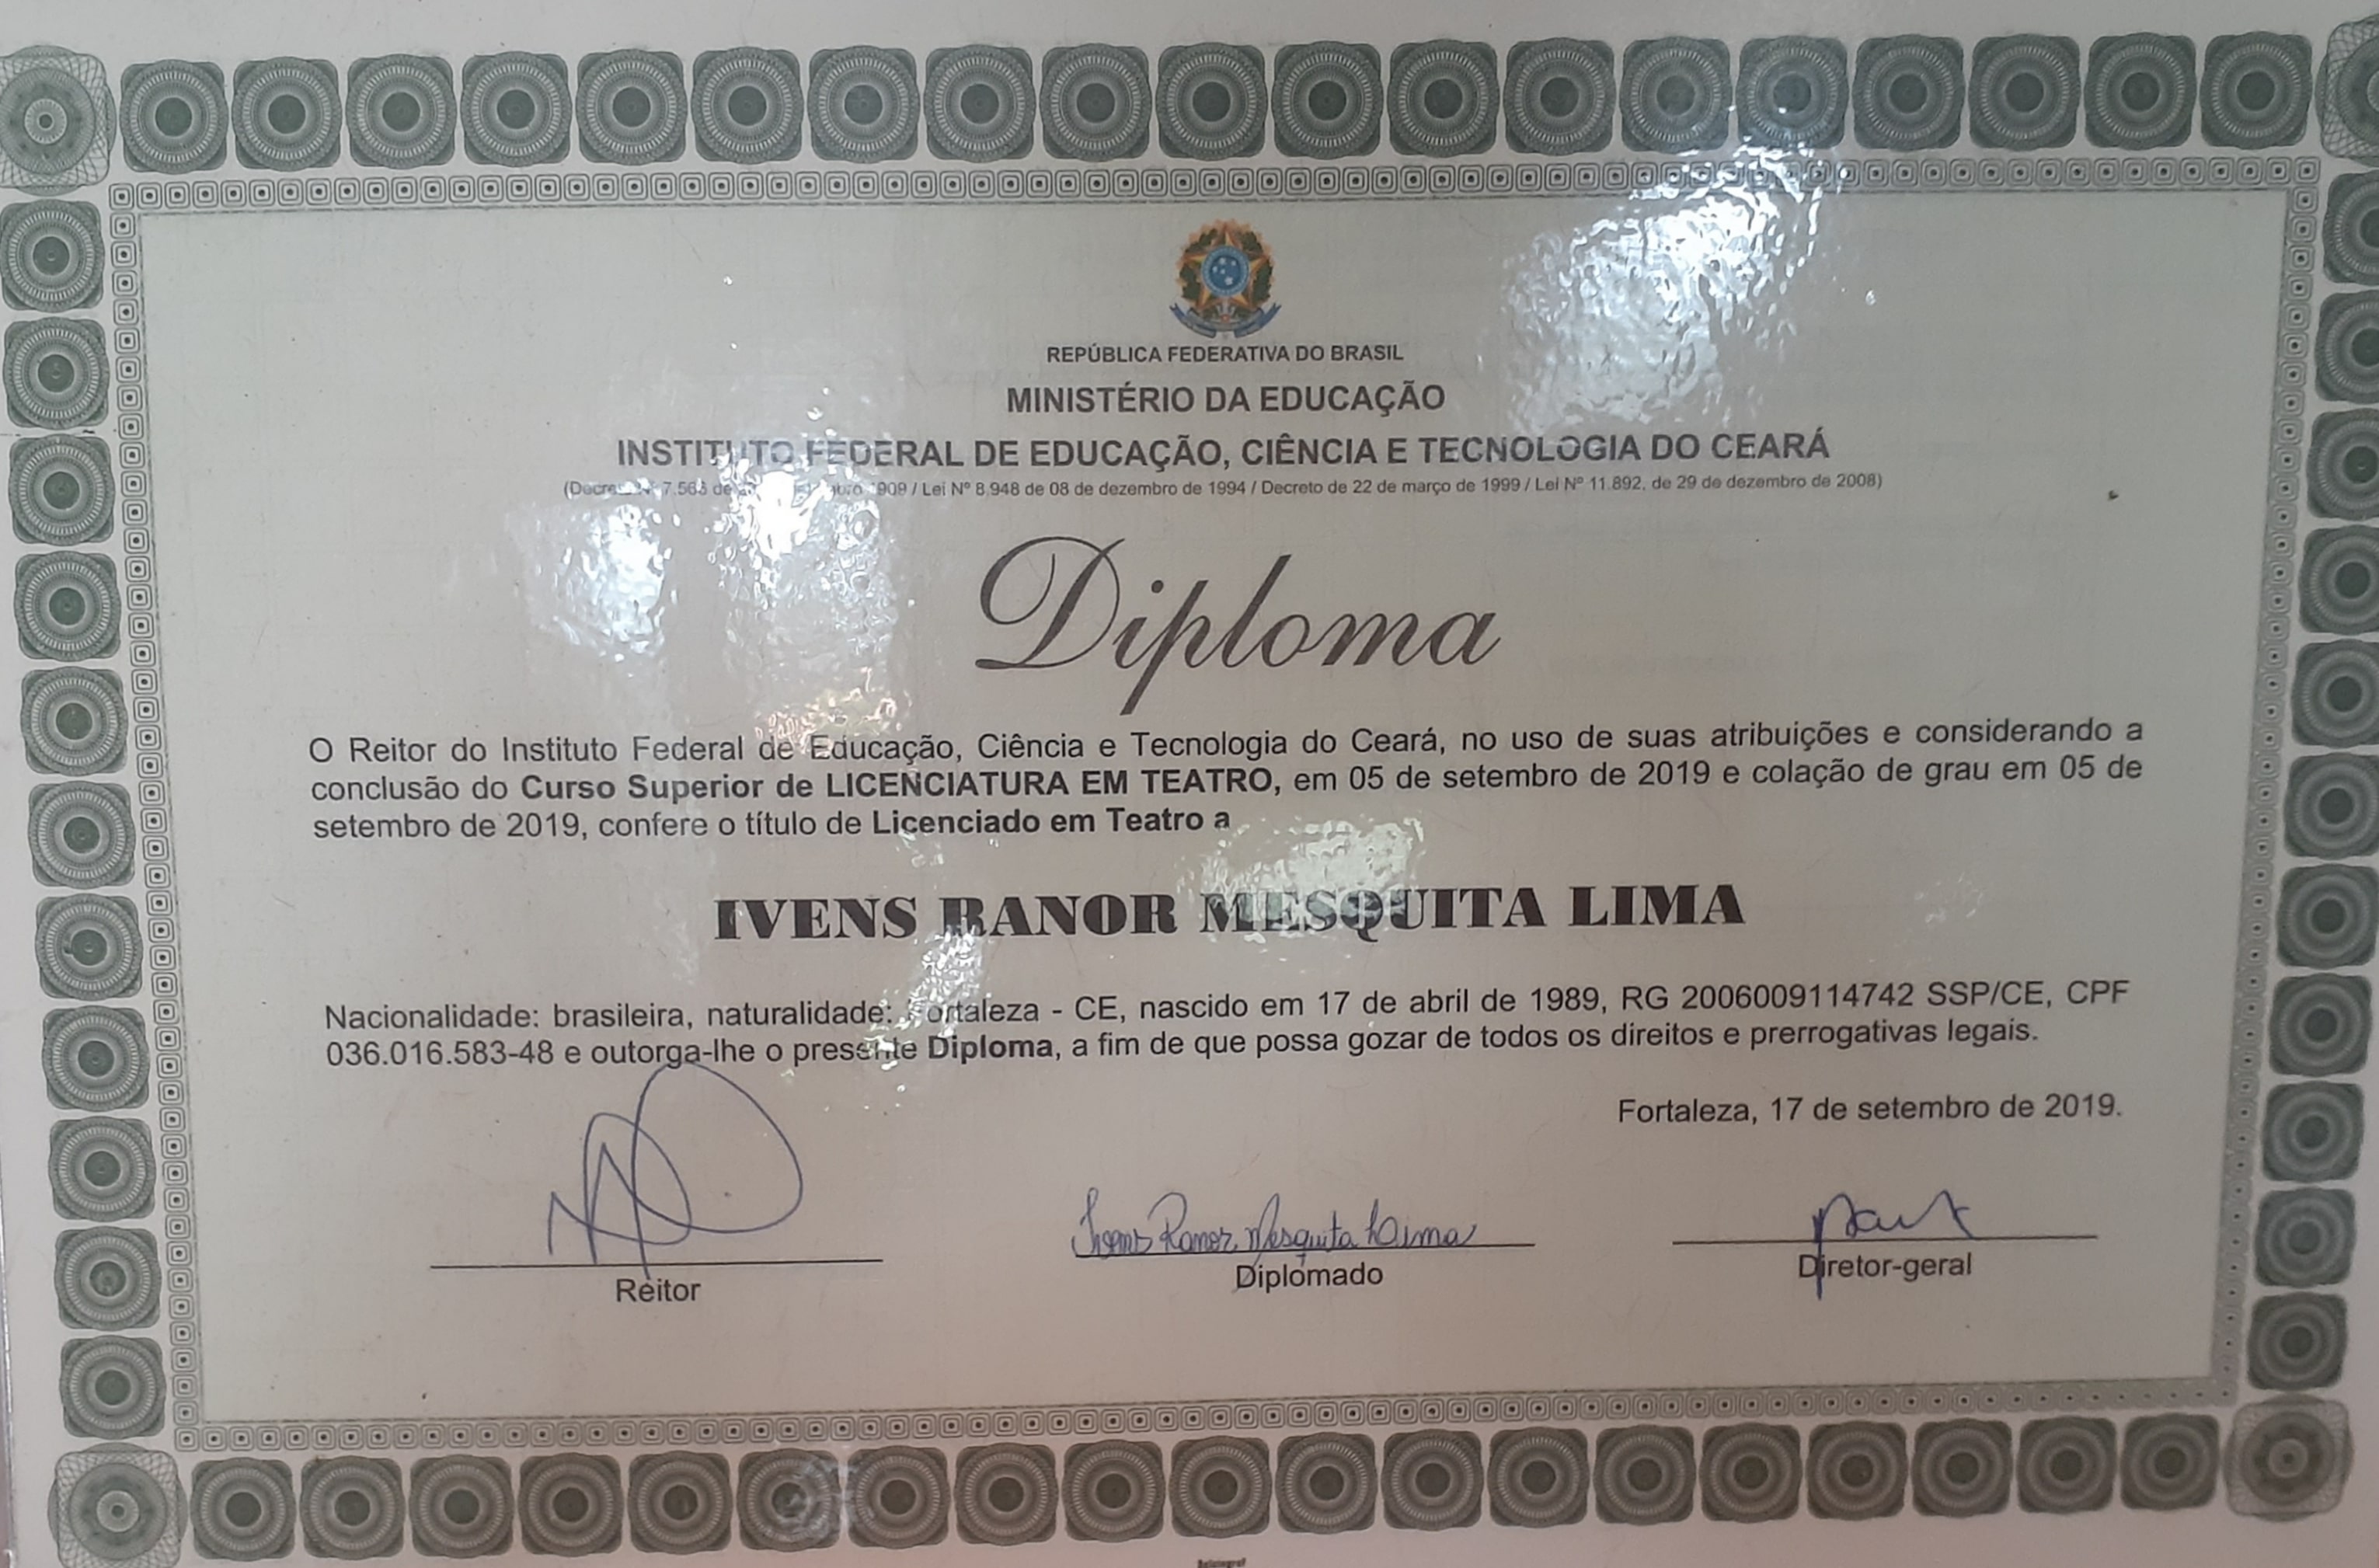 REPÚBLICA FEDERATIVA DO BRASIL
MINISTÉRIO DA EDUCAÇÃO
INSTITUTO FEDERAL DE EDUCAÇÃO, CIÊNCIA E TECNOLOGIA DO CEARÁ
1909 / Lei Nº 8.948 de 08 de dezembro de 1994 / Decreto de 22 de março de 1999 / Lei Nº 11.892, de 29 de dezembro de 2008)
Diploma
O Reitor do Instituto Federal de Educação, Ciência e Tecnologia do Ceará, no uso de suas atribuições e considerando a
conclusão do Curso Superior de LICENCIATURA EM TEATRO, em 05 de setembro de 2019 e colação de grau em 05 de
setembro de 2019, confere o título de Licenciado em Teatro a
IVENS RANOR MESQUITA LIMA
Nacionalidade: brasileira, naturalidade: Fortaleza - CE, nascido em 17 de abril de 1989, RG 2006009114742 SSP/CE, CPF
036.016.583-48 e outorga-lhe o presente Diploma, a fim de que possa gozar de todos os direitos e prerrogativas legais.
Fortaleza, 17 de setembro de 2019.
Ivens Ranor Mesquita Lima
Reitor
Diplomado
Diretor-geral